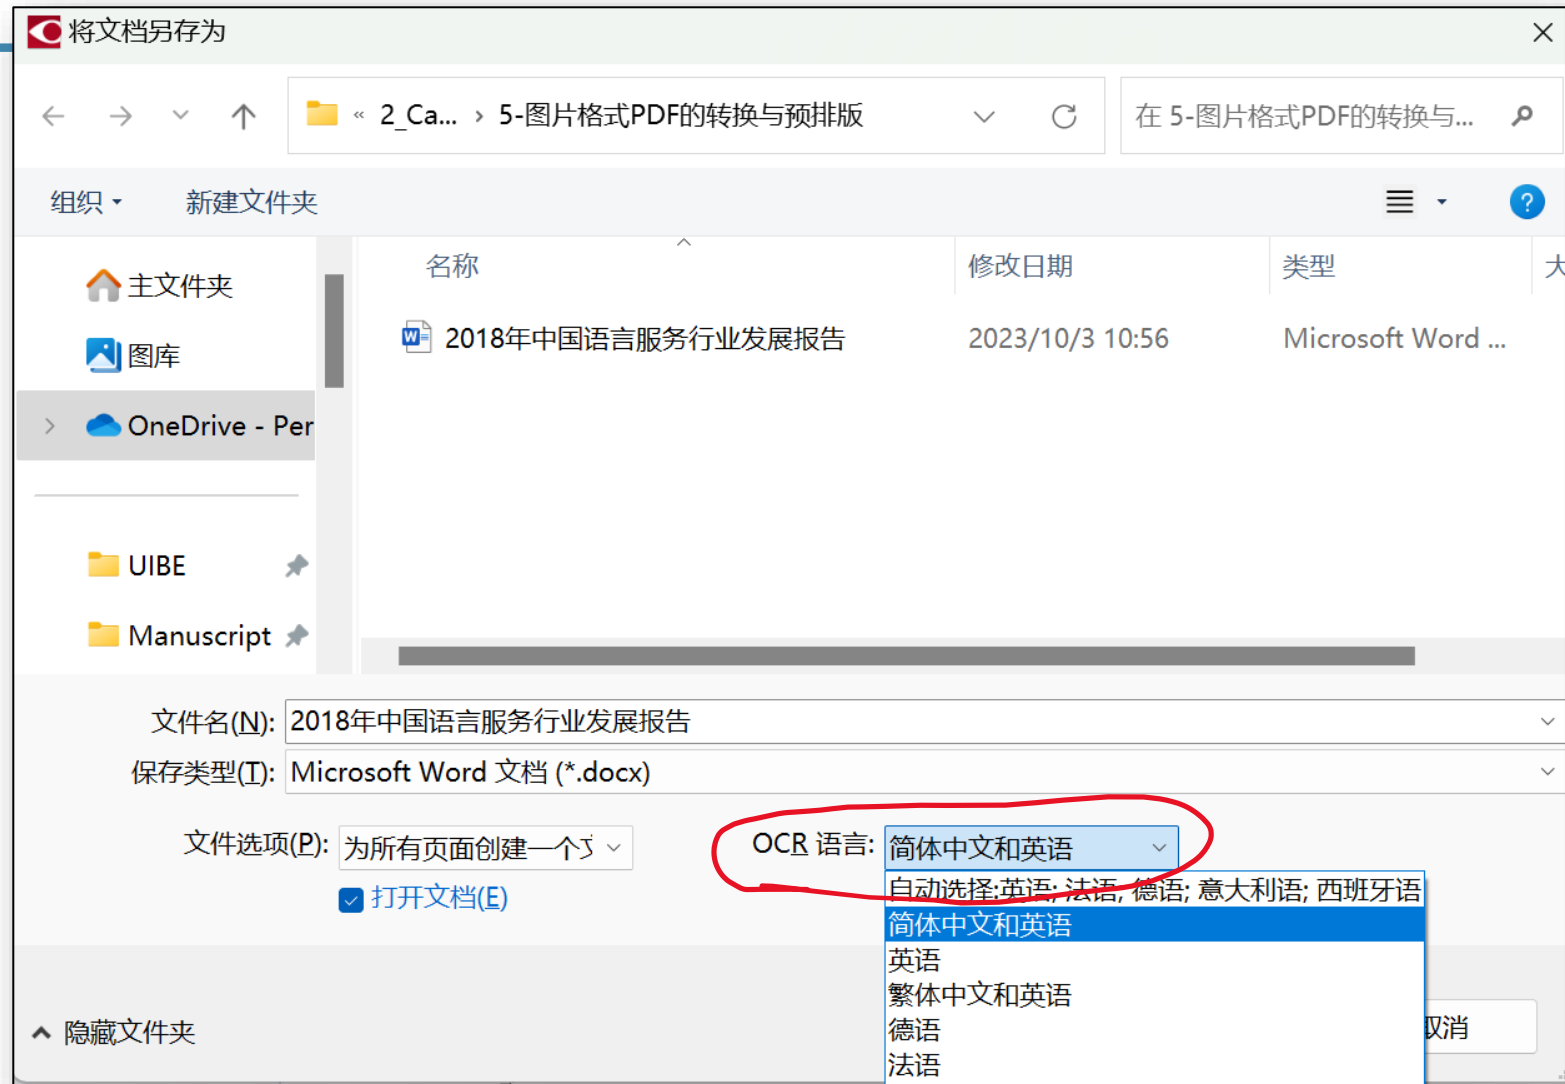 将文档另存为
« 2_Ca... › 5-图片格式PDF的转换与预排版
在 5-图片格式PDF的转换与...
组织
新建文件夹
?
名称
修改日期
类型
大
主文件夹
图库
OneDrive - Per
UIBE
Manuscript
2018年中国语言服务行业发展报告
2023/10/3 10:56
Microsoft Word ...
文件名(N):
2018年中国语言服务行业发展报告
保存类型(T):
Microsoft Word 文档 (*.docx)
文件选项(P):
为所有页面创建一个
打开文档(E)
OCR 语言:
简体中文和英语
自动选择:英语; 法语; 德语; 意大利语; 西班牙语
简体中文和英语
英语
繁体中文和英语
德语
法语
隐藏文件夹
取消